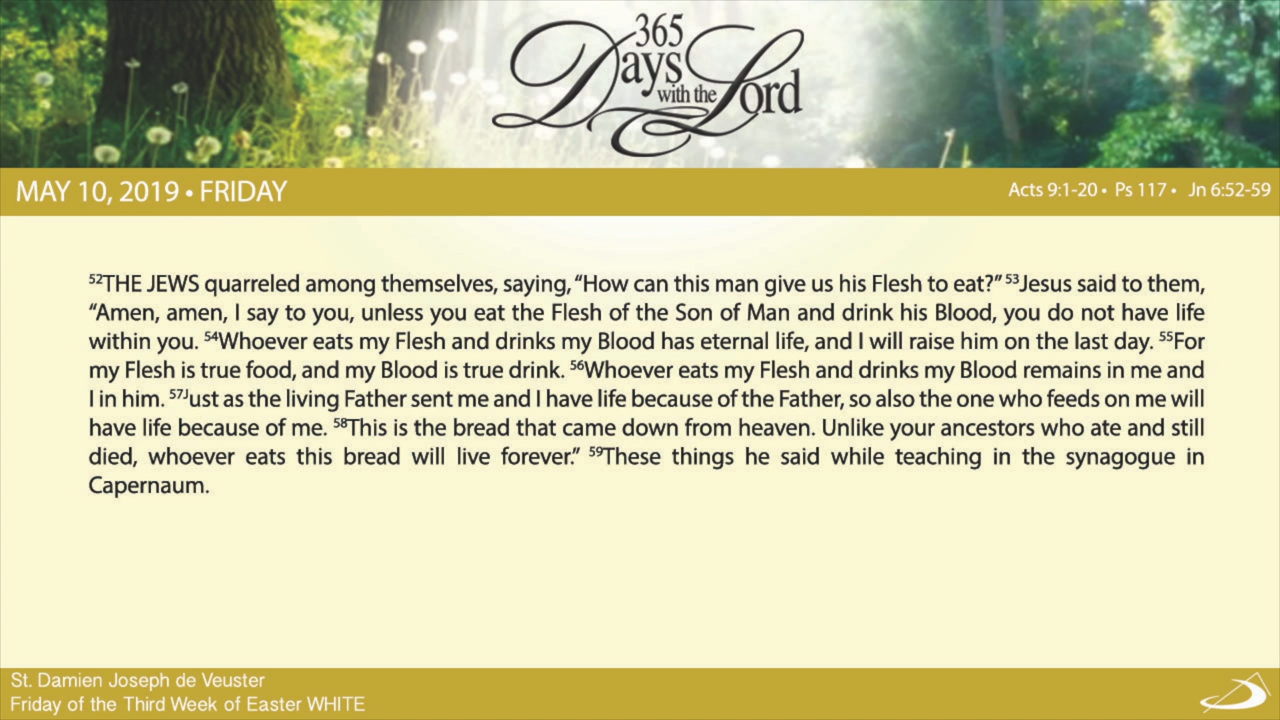 365
Days
with the Lord
MAY 10, 2019 • FRIDAY
Acts 9:1-20 • Ps 117 • Jn 6:52-59
⁵²THE JEWS quarreled among themselves, saying, “How can this man give us his Flesh to eat?” ⁵³Jesus said to them,
“Amen, amen, I say to you, unless you eat the Flesh of the Son of Man and drink his Blood, you do not have life
within you. ⁵⁴Whoever eats my Flesh and drinks my Blood has eternal life, and I will raise him on the last day. ⁵⁵For
my Flesh is true food, and my Blood is true drink. ⁵⁶Whoever eats my Flesh and drinks my Blood remains in me and
I in him. ⁵⁷ᴶust as the living Father sent me and I have life because of the Father, so also the one who feeds on me will
have life because of me. ⁵⁸This is the bread that came down from heaven. Unlike your ancestors who ate and still
died, whoever eats this bread will live forever.” ⁵⁹These things he said while teaching in the synagogue in
Capernaum.
St. Damien Joseph de Veuster
Friday of the Third Week of Easter WHITE